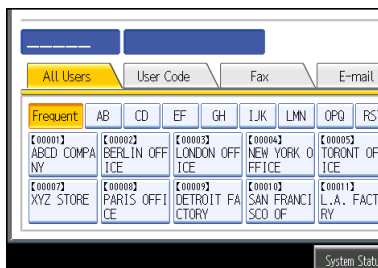 _____
All Users User Code Fax E-mail
Frequent AB CD EF GH IJK LMN OPQ RS
【00001】 【00002】 【00003】 【00004】 【00005】
ABCD COMPA BERLIN OFF LONDON OFF NEW YORK O TORONT OF
NY ICE ICE FFICE ICE
【00007】 【00008】 【00009】 【00010】 【00011】
XYZ STORE PARIS OFFI DETROIT FA SAN FRANCI L.A. FACT
CE CTORY SCO OF RY
System Statu